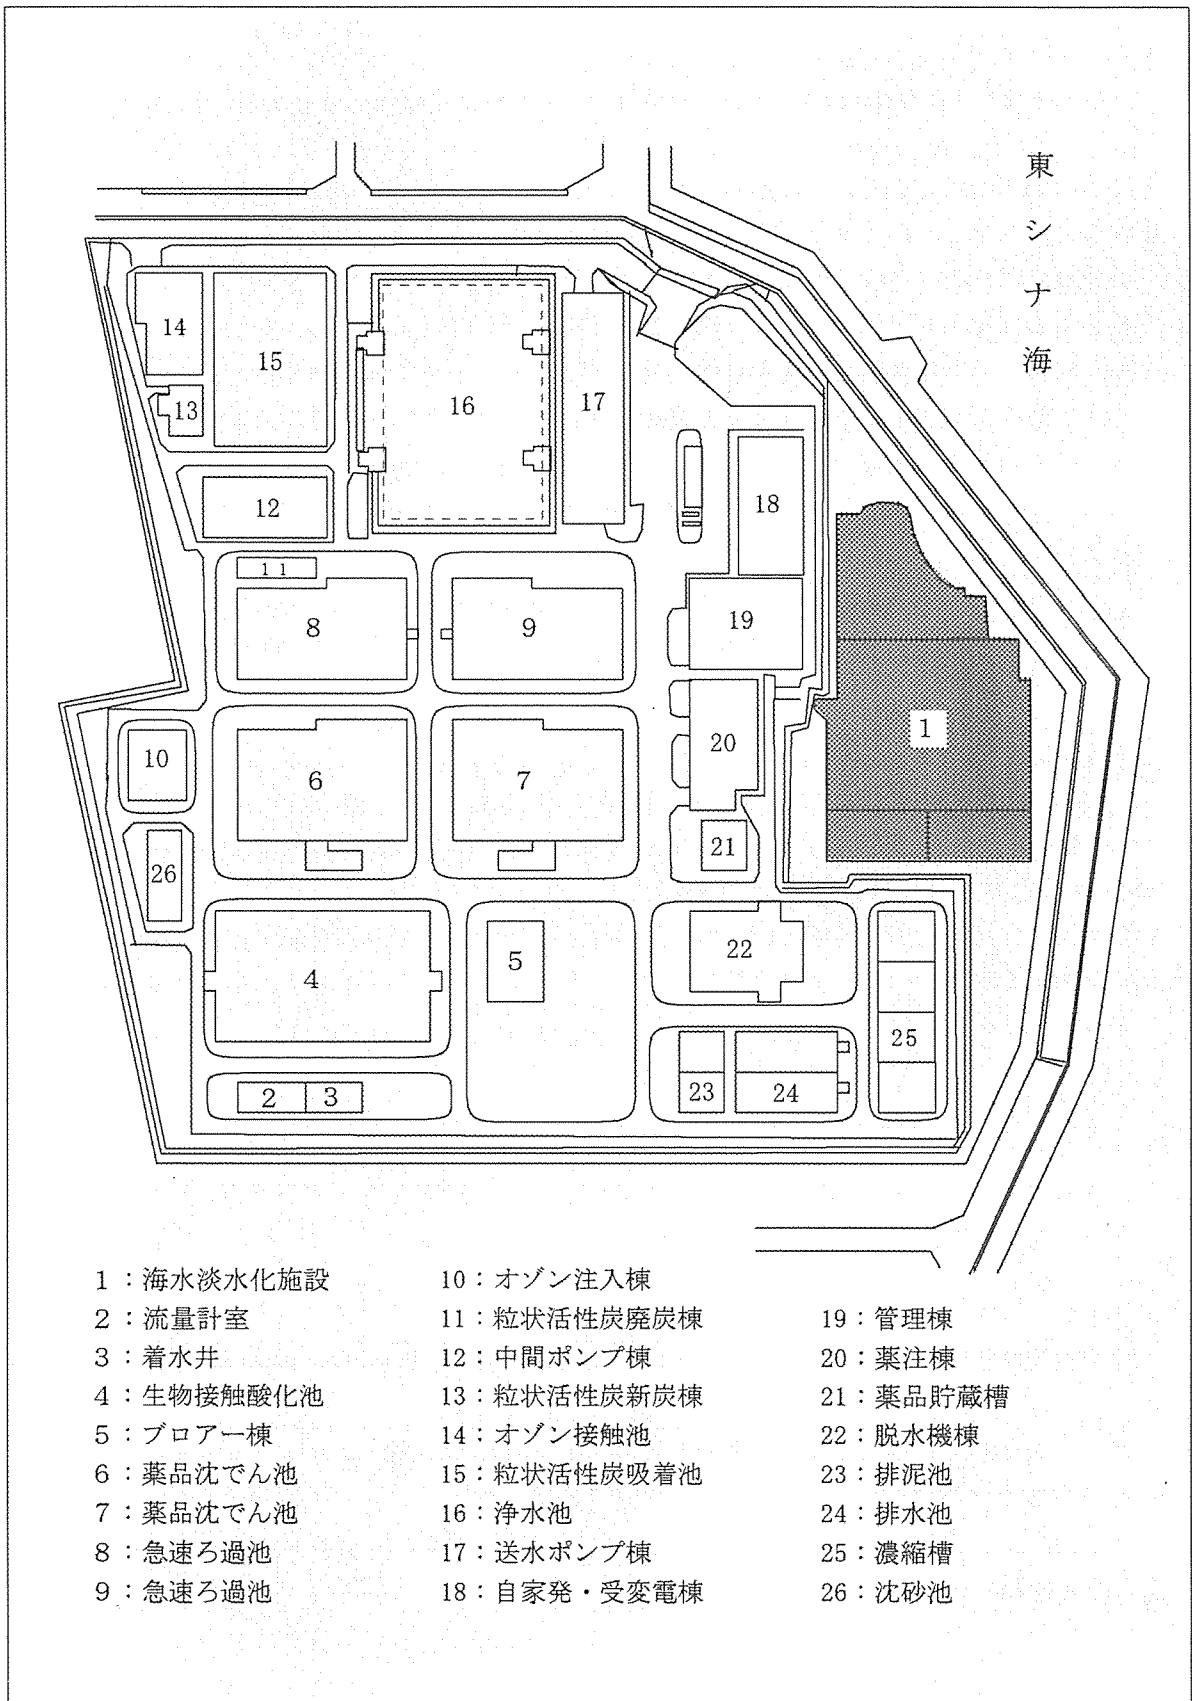 東シナ海
14
15
13
16
17
12
18
11
8
9
19
10
6
7
20
1
21
26
4
5
22
2
3
23
24
25
1：海水淡水化施設
2：流量計室
3：着水井
4：生物接触酸化池
5：ブロアー棟
6：薬品沈でん池
7：薬品沈でん池
8：急速ろ過池
9：急速ろ過池
10：オゾン注入棟
11：粒状活性炭廃炭棟
12：中間ポンプ棟
13：粒状活性炭新炭棟
14：オゾン接触池
15：粒状活性炭吸着池
16：浄水池
17：送水ポンプ棟
18：自家発・受変電棟
19：管理棟
20：薬注棟
21：薬品貯蔵槽
22：脱水機棟
23：排泥池
24：排水池
25：濃縮槽
26：沈砂池